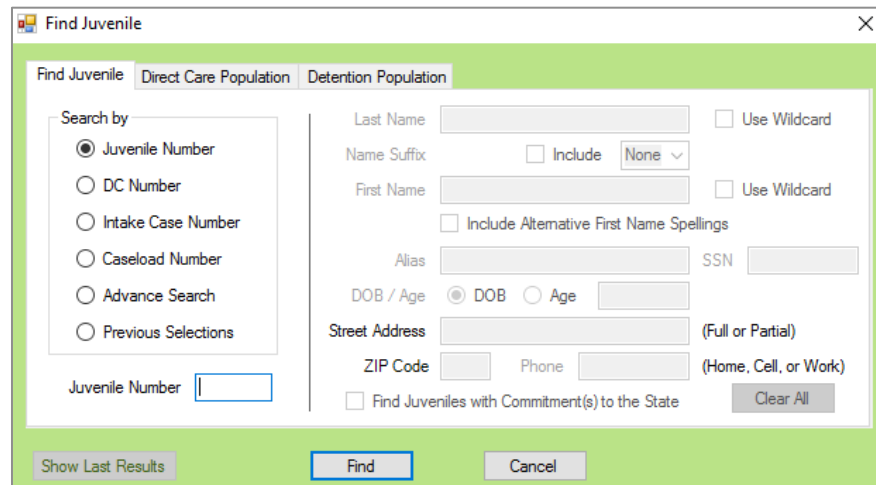 Find Juvenile
Find Juvenile Direct Care Population Detention Population
Search by
Juvenile Number
DC Number
Intake Case Number
Caseload Number
Advance Search
Previous Selections
Juvenile Number
Last Name Use Wildcard
Name Suffix Include None
First Name Use Wildcard
Include Alternative First Name Spellings
Alias SSN
DOB / Age DOB Age
Street Address (Full or Partial)
ZIP Code Phone (Home, Cell, or Work)
Find Juveniles with Commitment(s) to the State Clear All
Show Last Results Find Cancel